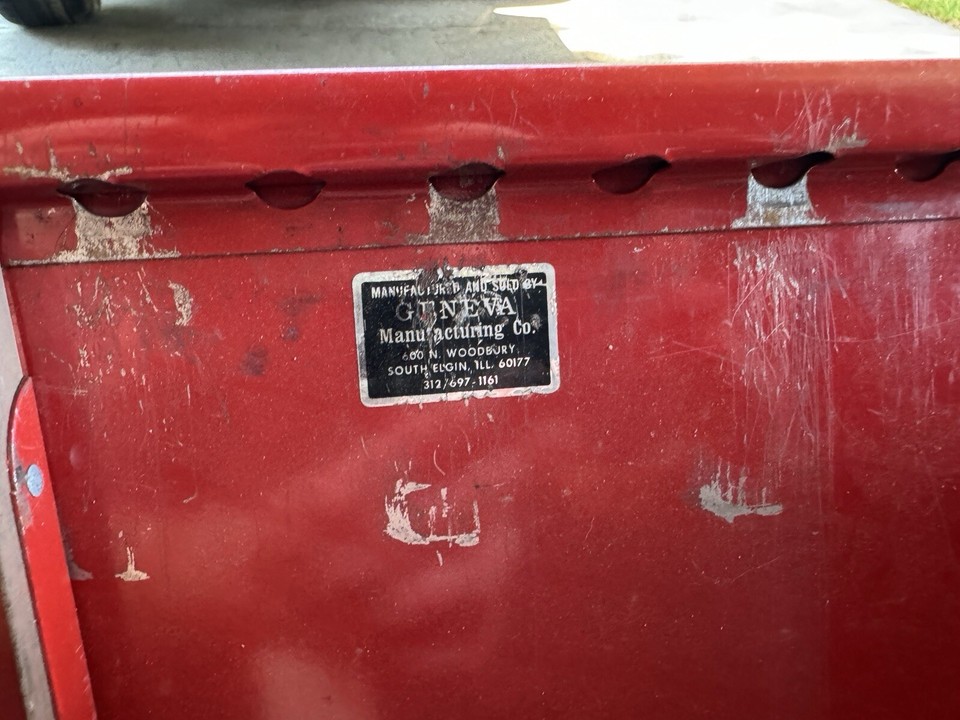 MANUFACTURED AND SOLD BY
GENEVA
Manufacturing Co.
600 N. WOODBURY
SOUTH ELGIN, ILL. 60177
312/697-1161